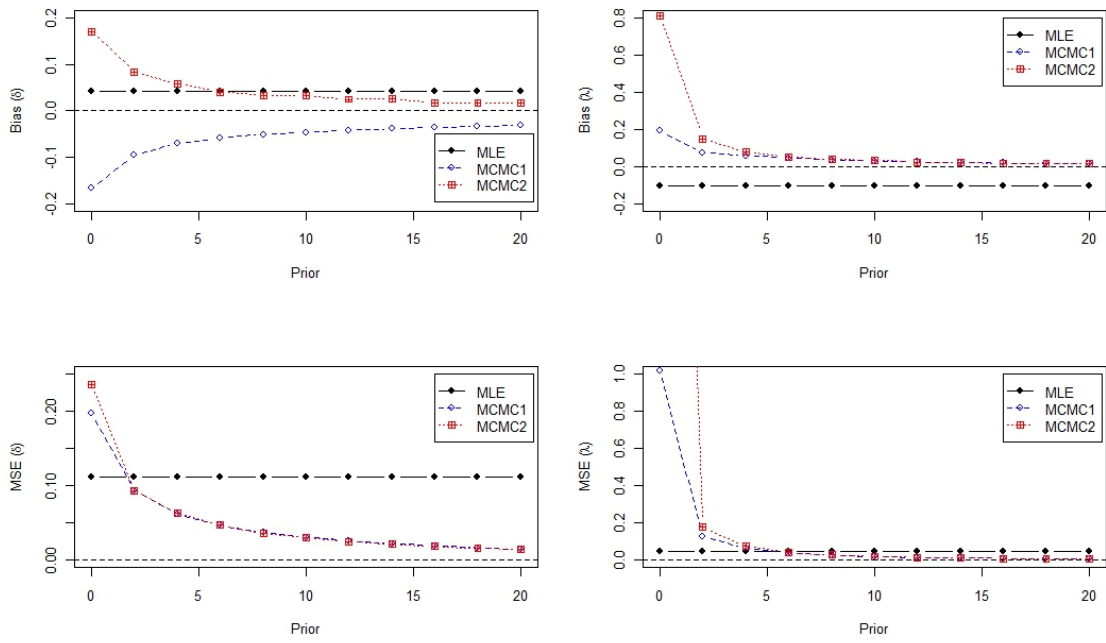 Bias (δ)
0.2
0.1
0.0
-0.1
-0.2
MLE
MCMC1
MCMC2
0 5 10 15 20
Prior
Bias (λ)
0.8
0.6
0.4
0.2
0.0
-0.2
MLE
MCMC1
MCMC2
0 5 10 15 20
Prior
MSE (δ)
0.20
0.10
0.00
MLE
MCMC1
MCMC2
0 5 10 15 20
Prior
MSE (λ)
1.0
0.8
0.6
0.4
0.2
0.0
MLE
MCMC1
MCMC2
0 5 10 15 20
Prior